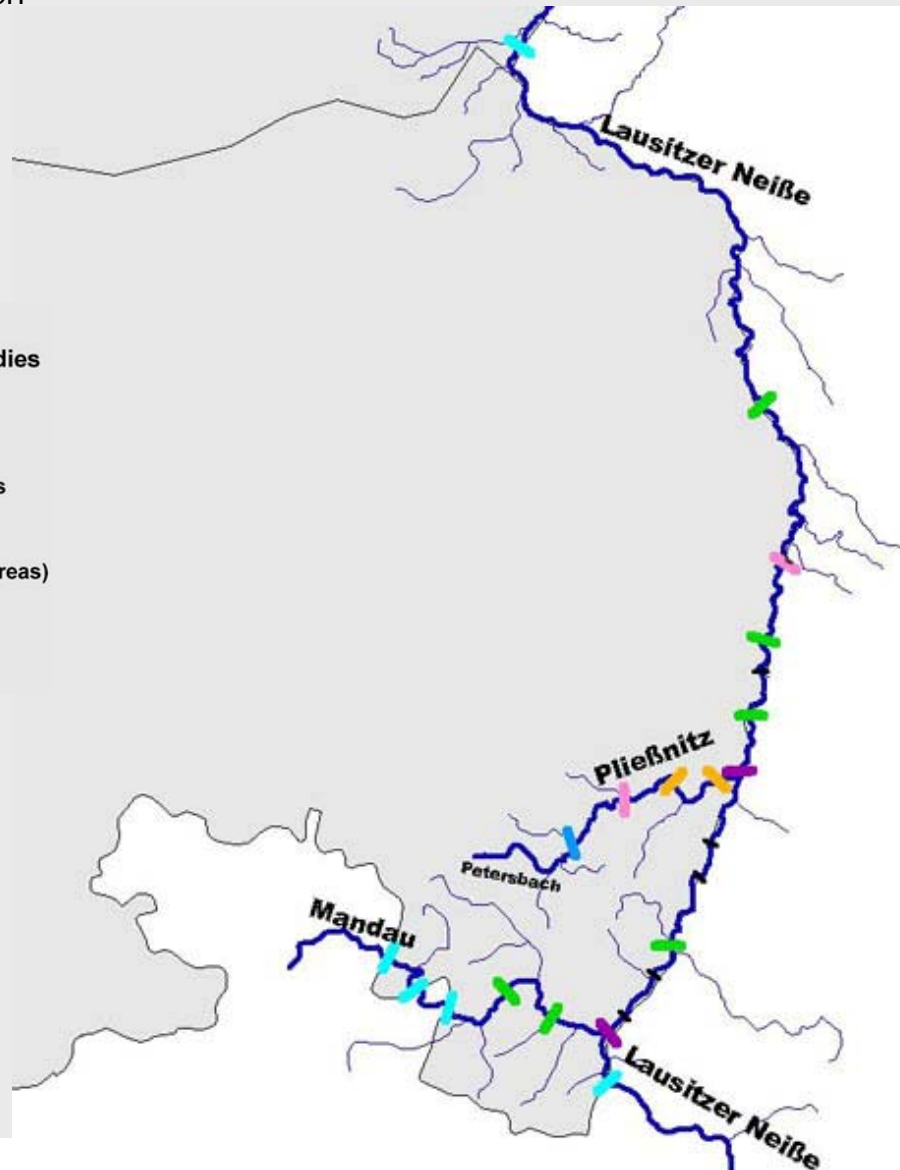 Lausitzer Neiße
dies
s
reas)
Pließnitz
Petersbach
Mandau
Lausitzer Neiße